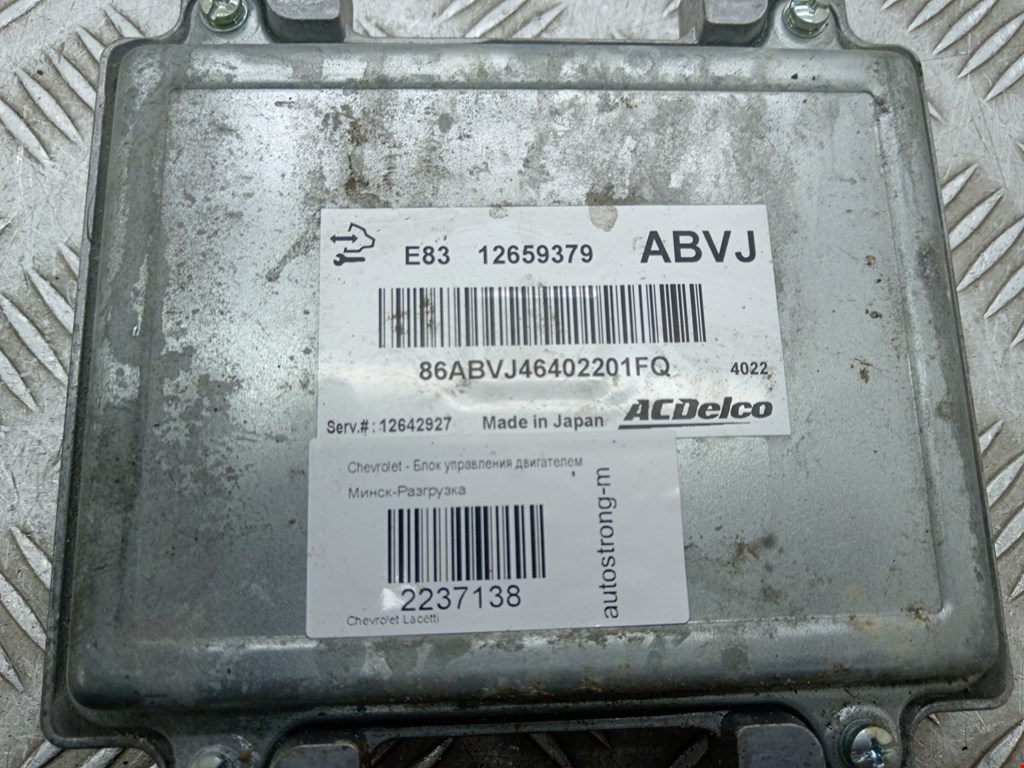 E83 12659379 ABVJ
86ABVJ46402201FQ 4022
Serv.#: 12642927 Made in Japan ACDelco
Chevrolet - Блок управления двигателем
Минск-Разгрузка
2237138
Chevrolet Lacetti
autostrong-m